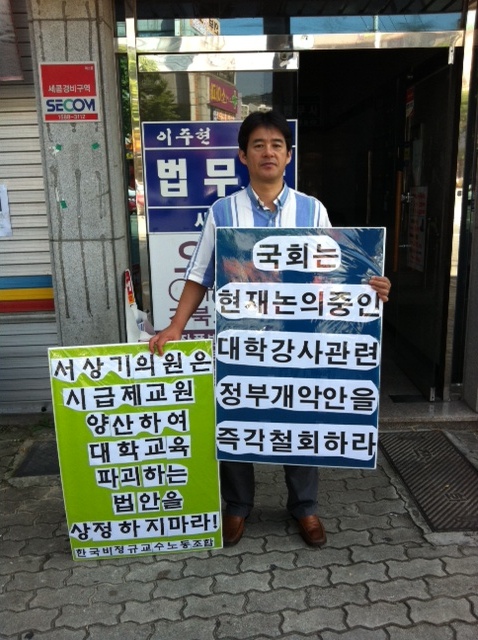 세콤경비구역
SECOM
1588-3112
이주현
법무
국회는
현재논의중인
대학강사관련
정부개악안을
즉각철회하라
서상기의원은
시급제교원
양산하여
대학교육
파괴하는
법안을
상정하지마라!
한국비정규교수노동조합